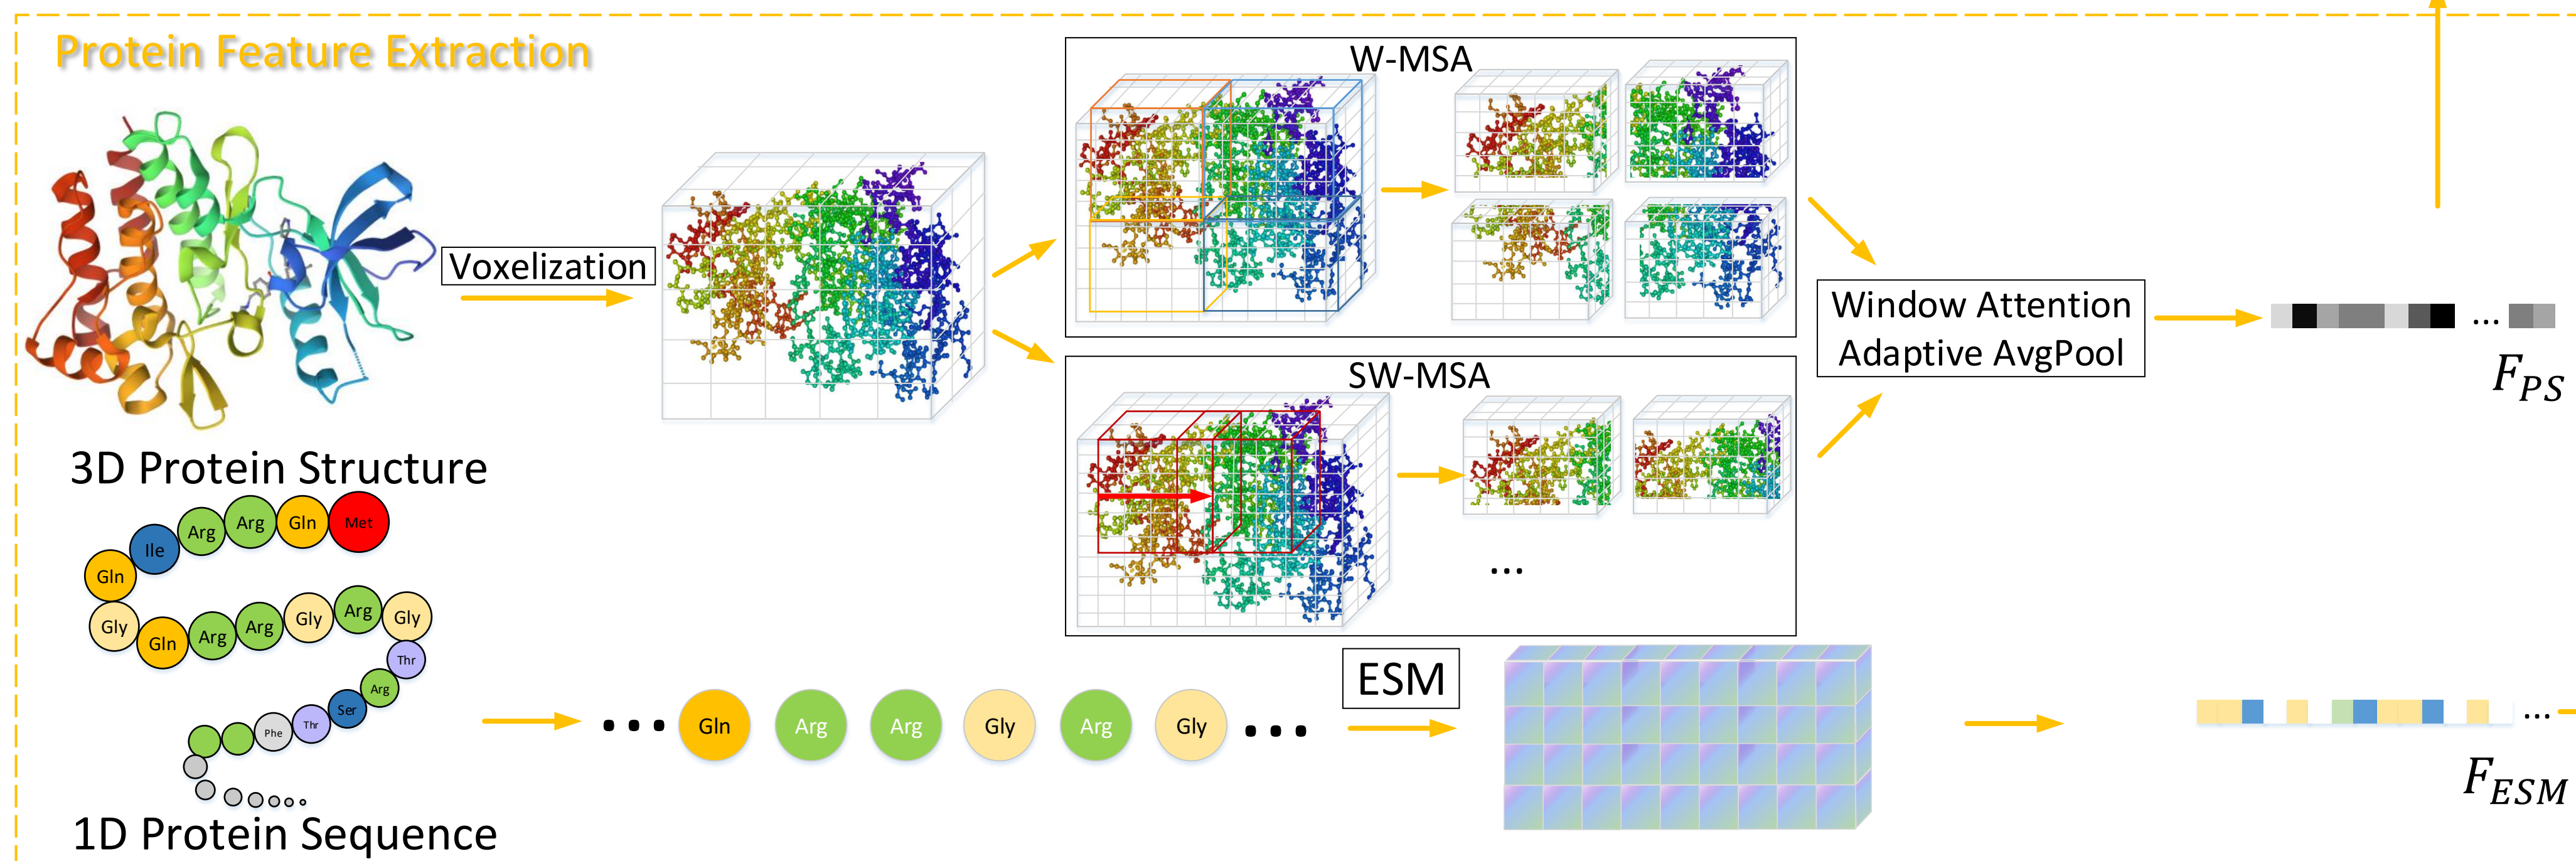 Protein Feature Extraction
W-MSA
Voxelization
Window Attention
Adaptive AvgPool
...
F_PS
SW-MSA
...
3D Protein Structure
Met
Gln
Arg
Arg
Ile
Gln
Gly
Gln
Arg
Arg
Gly
Arg
Gly
Thr
Arg
Ser
Thr
Phe
1D Protein Sequence
... Gln Arg Arg Gly Arg Gly ...
ESM
...
F_ESM